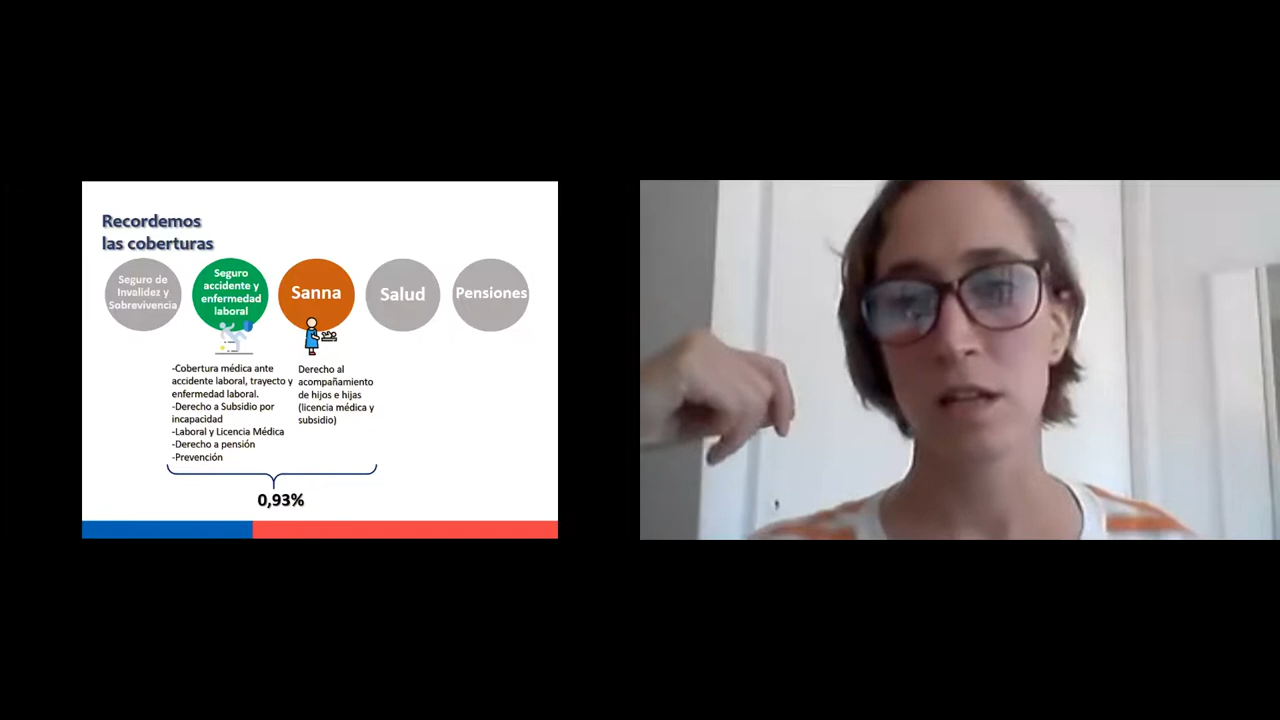 Recordemos
las coberturas
Seguro de
Invalidez y
Sobrevivencia
Seguro
accidente y
enfermedad
laboral
Sanna
Salud
Pensiones
-Cobertura médica ante
accidente laboral, trayecto y
enfermedad laboral.
-Derecho a Subsidio por
incapacidad
-Laboral y Licencia Médica
-Derecho a pensión
-Prevención
Derecho al
acompañamiento
de hijos e hijas
(licencia médica y
subsidio)
0,93%